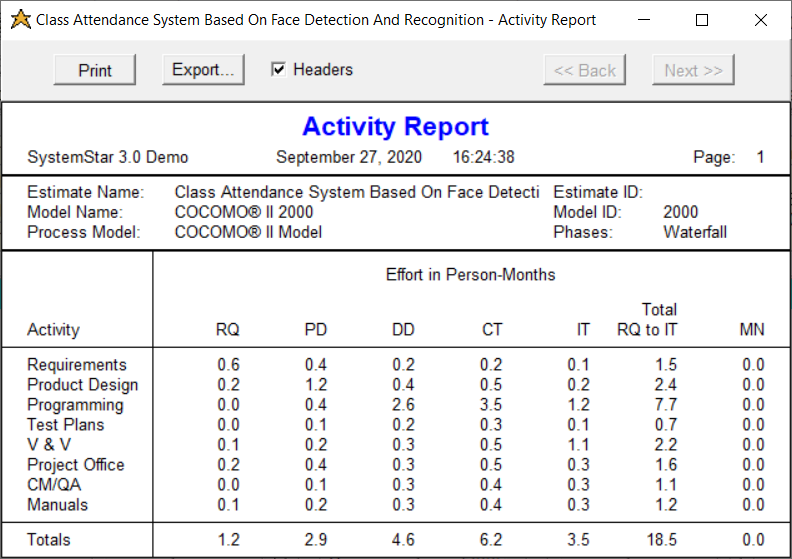 Class Attendance System Based On Face Detection And Recognition - Activity Report
Print Export... Headers << Back Next >>
Activity Report
SystemStar 3.0 Demo September 27, 2020 16:24:38 Page: 1
Estimate Name: Class Attendance System Based On Face Detecti Estimate ID:
Model Name: COCOMO® II 2000 Model ID: 2000
Process Model: COCOMO® II Model Phases: Waterfall
Effort in Person-Months
Total
Activity RQ PD DD CT IT RQ to IT MN
Requirements 0.6 0.4 0.2 0.2 0.1 1.5 0.0
Product Design 0.2 1.2 0.4 0.5 0.2 2.4 0.0
Programming 0.0 0.4 2.6 3.5 1.2 7.7 0.0
Test Plans 0.0 0.1 0.2 0.3 0.1 0.7 0.0
V & V 0.1 0.2 0.3 0.5 1.1 2.2 0.0
Project Office 0.2 0.4 0.3 0.5 0.3 1.6 0.0
CM/QA 0.0 0.1 0.3 0.4 0.3 1.1 0.0
Manuals 0.1 0.2 0.3 0.4 0.3 1.2 0.0
Totals 1.2 2.9 4.6 6.2 3.5 18.5 0.0